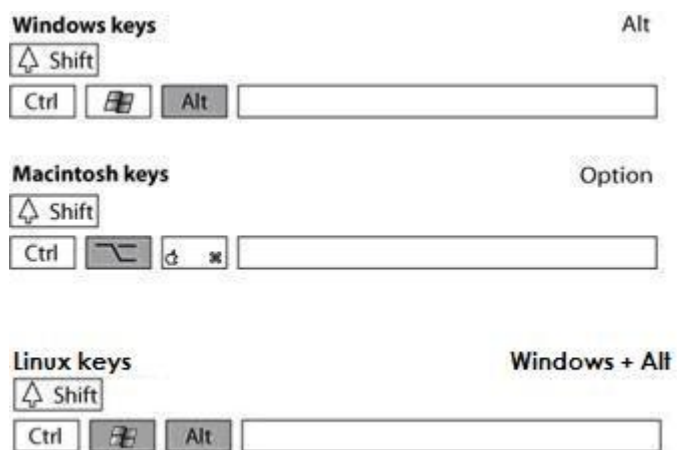 Windows keys Alt
Shift
Ctrl Alt
Macintosh keys Option
Shift
Ctrl ⌥ ⌘
Linux keys Windows + Alt
Shift
Ctrl Alt